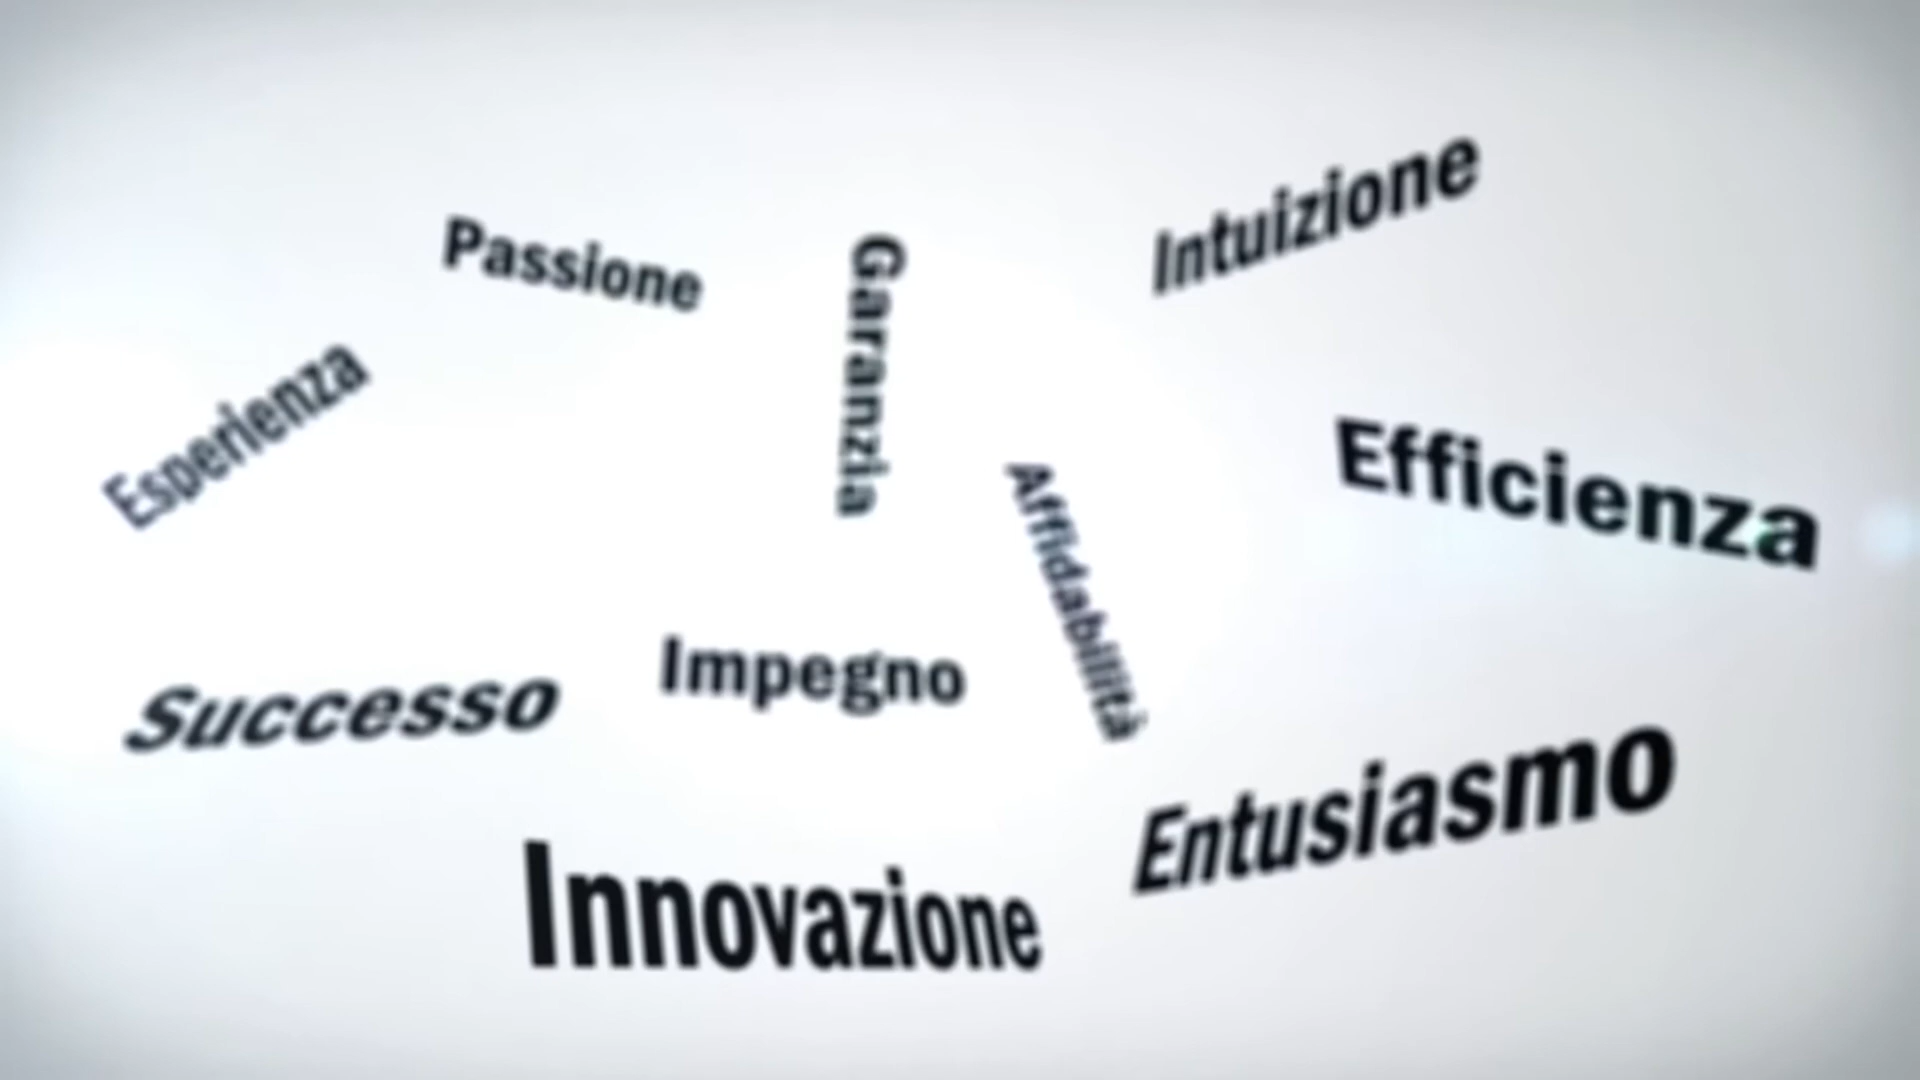 Intuizione
Passione
Garanzia
Esperienza
Efficienza
Affidabilità
Impegno
Successo
Entusiasmo
Innovazione